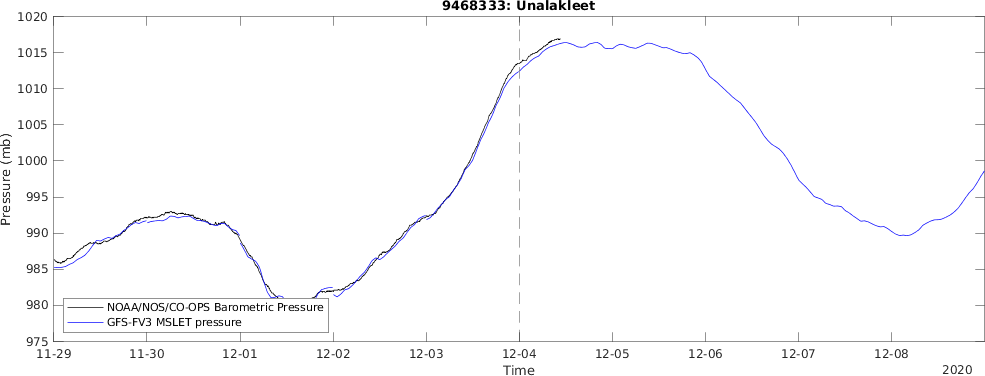 9468333: Unalakleet
1020
1015
1010
1005
1000
995
990
985
980
975
Pressure (mb)
NOAA/NOS/CO-OPS Barometric Pressure
GFS-FV3 MSLET pressure
11-29 11-30 12-01 12-02 12-03 12-04 12-05 12-06 12-07 12-08
Time
2020